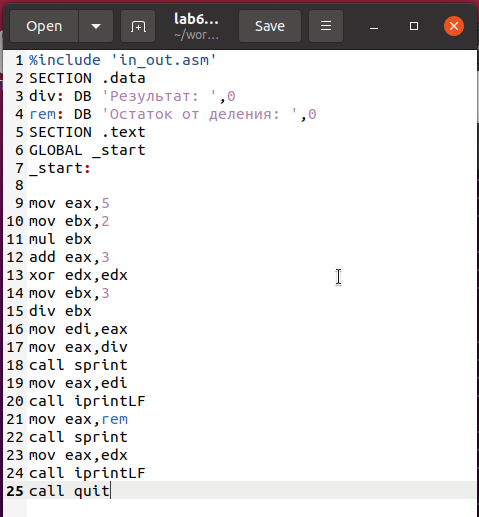 Open
lab6...
~/wor...
Save
1 %include 'in_out.asm'
2 SECTION .data
3 div: DB 'Результат: ',0
4 rem: DB 'Остаток от деления: ',0
5 SECTION .text
6 GLOBAL _start
7 _start:
8
9 mov eax,5
10 mov ebx,2
11 mul ebx
12 add eax,3
13 xor edx,edx
14 mov ebx,3
15 div ebx
16 mov edi,eax
17 mov eax,div
18 call sprint
19 mov eax,edi
20 call iprintLF
21 mov eax,rem
22 call sprint
23 mov eax,edx
24 call iprintLF
25 call quit